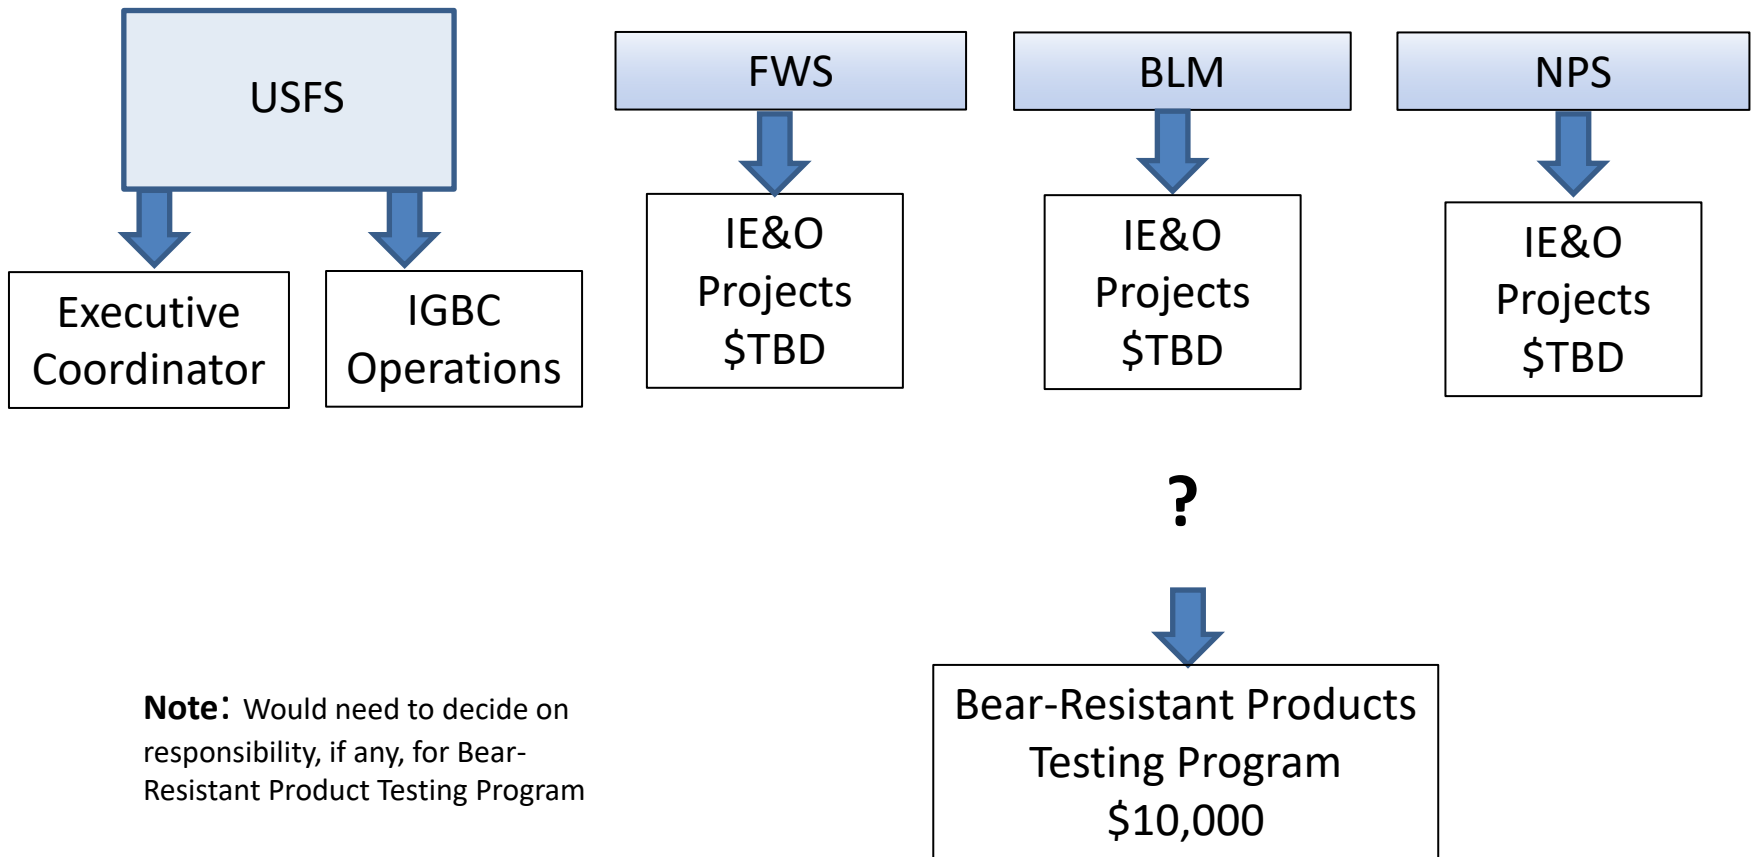 USFS
FWS
BLM
NPS
Executive
Coordinator
IGBC
Operations
IE&O
Projects
$TBD
IE&O
Projects
$TBD
IE&O
Projects
$TBD
?
Note: Would need to decide on
responsibility, if any, for Bear-
Resistant Product Testing Program
Bear-Resistant Products
Testing Program
$10,000